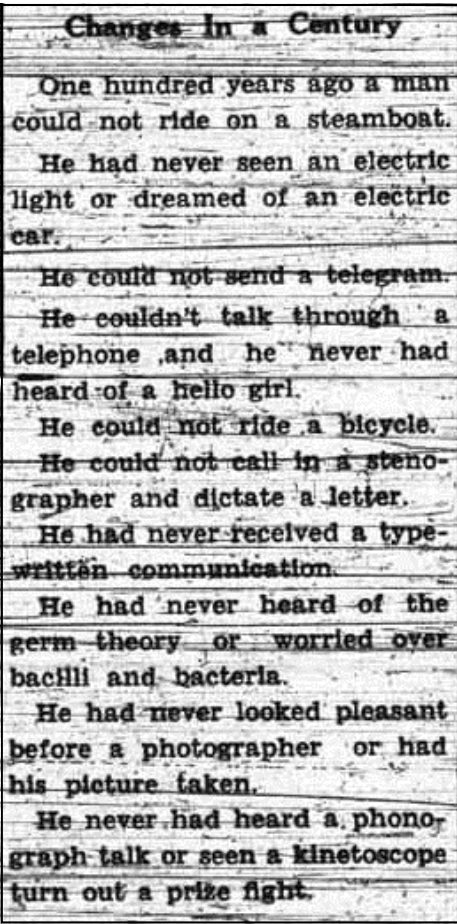 Changes In a Century
One hundred years ago a man
could not ride on a steamboat.
He had never seen an electric
light or dreamed of an electric
car.
He could not send a telegram.
He couldn't talk through a
telephone and he never had
heard of a hello girl.
He could not ride a bicycle.
He could not call in a steno-
grapher and dictate a letter.
He had never received a type-
written communication.
He had never heard of the
germ theory or worried over
bacilli and bacteria.
He had never looked pleasant
before a photographer or had
his picture taken.
He never had heard a phono-
graph talk or seen a kinetoscope
turn out a prize fight.